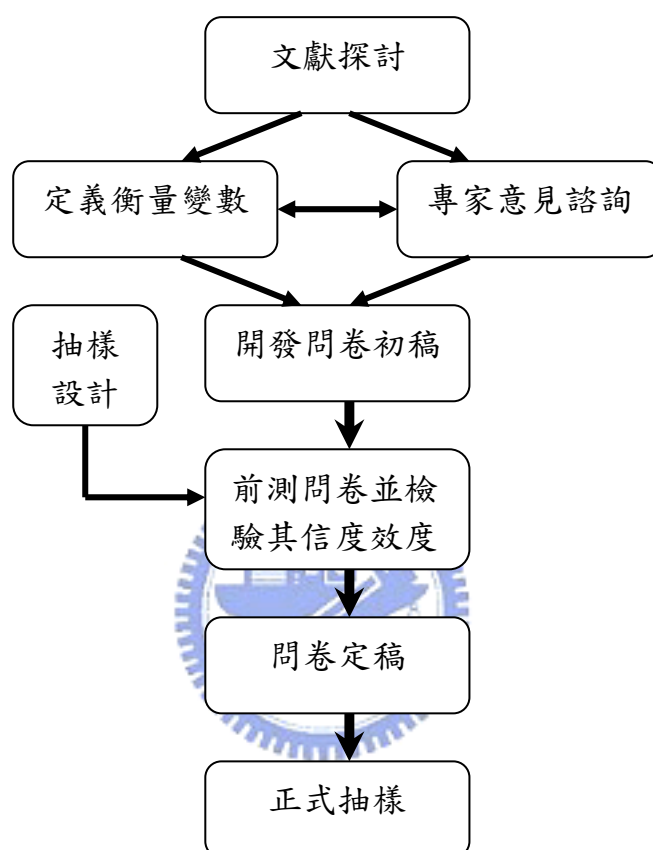 文獻探討
定義衡量變數
專家意見諮詢
抽樣
設計
開發問卷初稿
前測問卷並檢
驗其信度效度
問卷定稿
正式抽樣